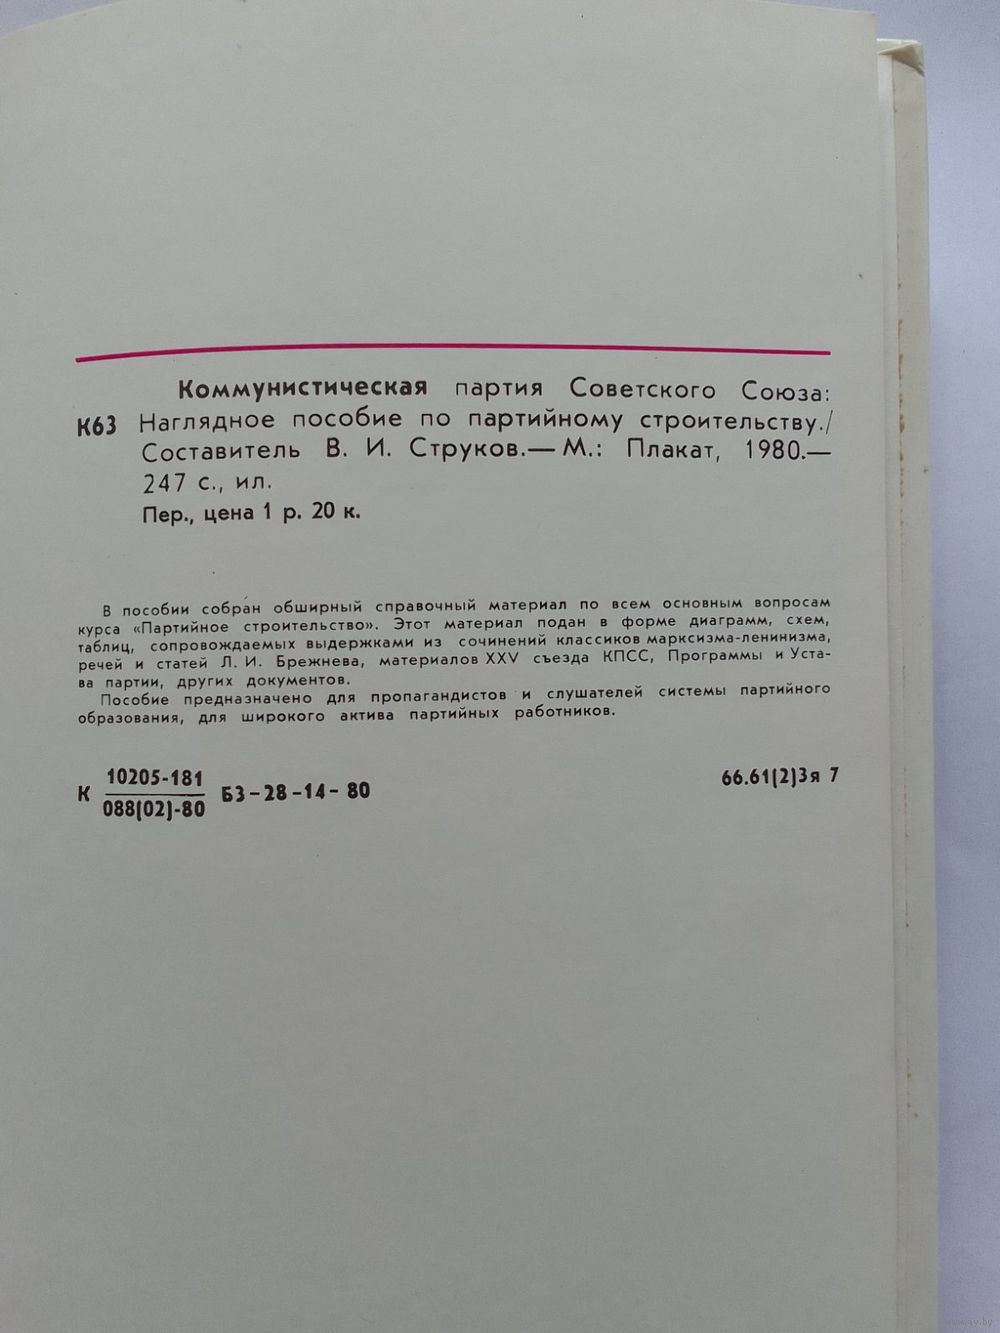 Коммунистическая партия Советского Союза:
К63 Наглядное пособие по партийному строительству./
Составитель В. И. Струков.— М.: Плакат, 1980.—
247 с., ил.
Пер., цена 1 р. 20 к.
В пособии собран обширный справочный материал по всем основным вопросам
курса «Партийное строительство». Этот материал подан в форме диаграмм, схем,
таблиц, сопровождаемых выдержками из сочинений классиков марксизма-ленинизма,
речей и статей Л. И. Брежнева, материалов XXV съезда КПСС, Программы и Уста-
ва партии, других документов.
Пособие предназначено для пропагандистов и слушателей системы партийного
образования, для широкого актива партийных работников.
К 10205-181
088(02)-80 БЗ-28-14-80
66.61(2)3я 7
www.ay.by